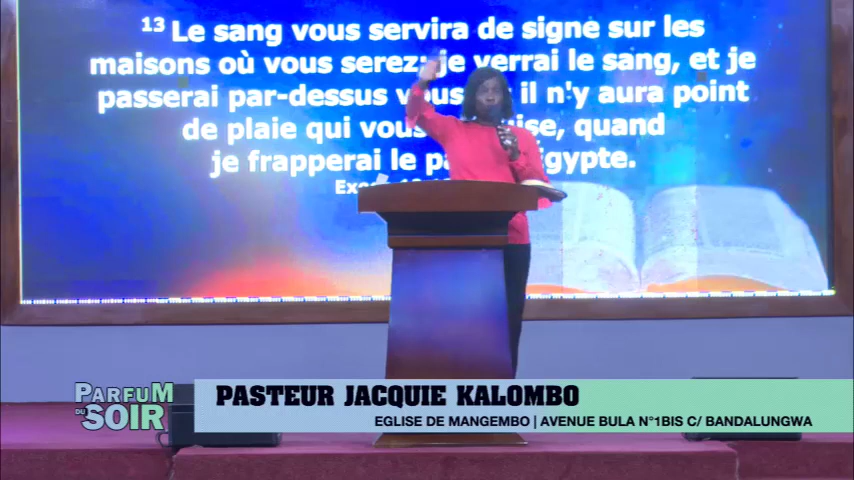 13 Le sang vous servira de signe sur les
maisons où vous serez; je verrai le sang, et je
passerai par-dessus vous il n'y aura point
de plaie qui vous quand
je frapperai le
PASTEUR JACQUIE KALOMBO
PARFUM
DU
SOIR
EGLISE DE MANGEMBO | AVENUE BULA N°1BIS C/ BANDALUNGWA